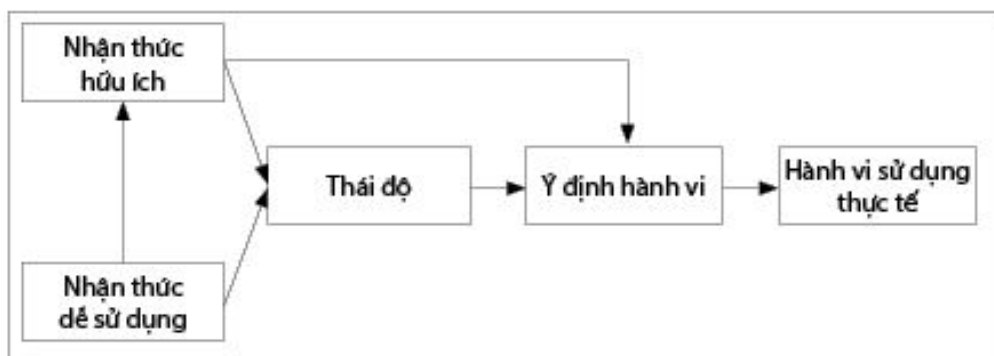 Nhận thức
hữu ích
Thái độ
Ý định hành vi
Hành vi sử dụng
thực tế
Nhận thức
dễ sử dụng